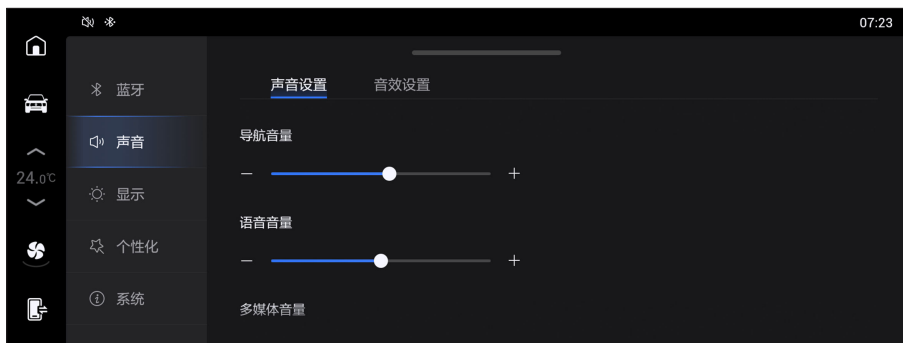 07:23
蓝牙
声音设置 音效设置
声音
导航音量
24.0℃
显示
语音音量
个性化
系统
多媒体音量